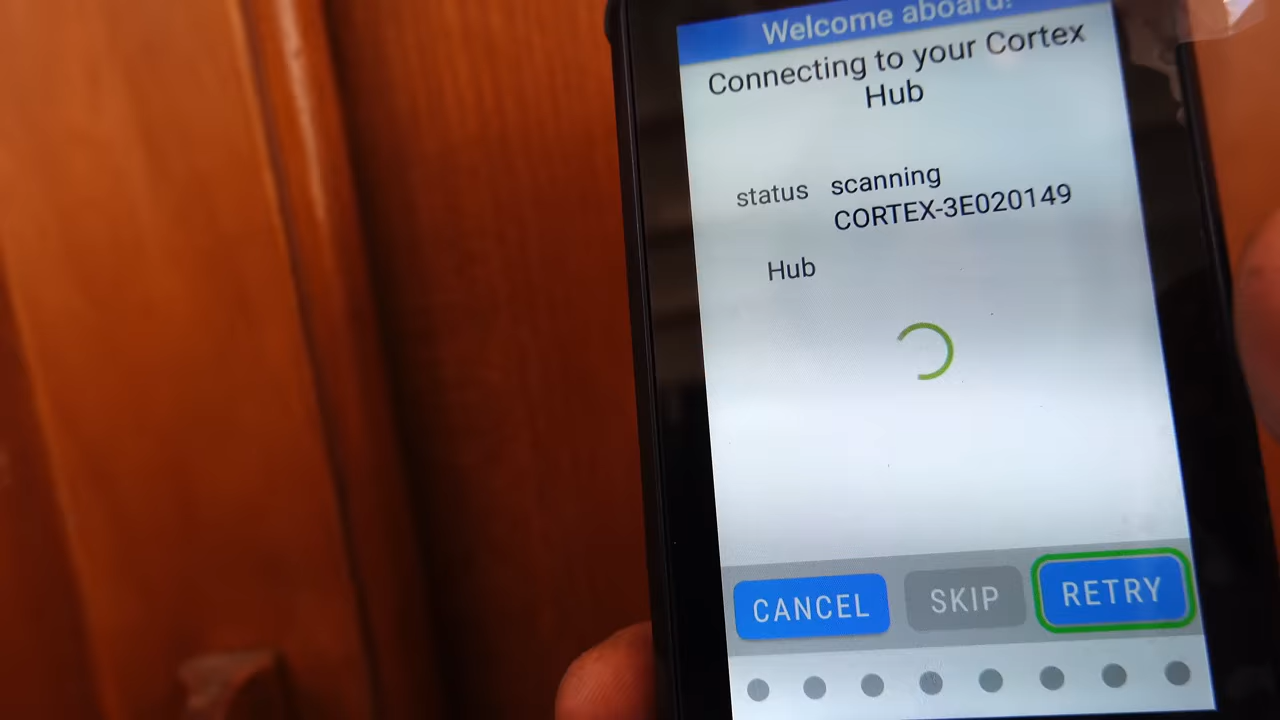 Welcome aboard!
Connecting to your Cortex
Hub
status scanning
CORTEX-3E020149
Hub
CANCEL SKIP RETRY